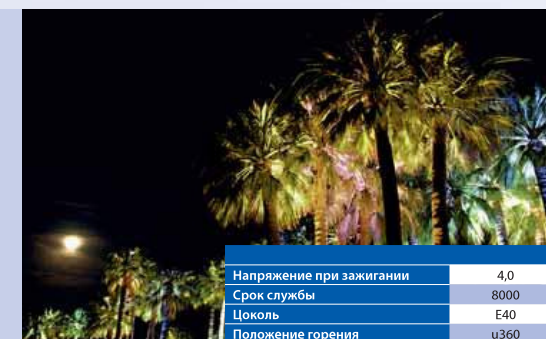 Напряжение при зажигании 4,0
Срок службы 8000
Цоколь E40
Положение горения u360